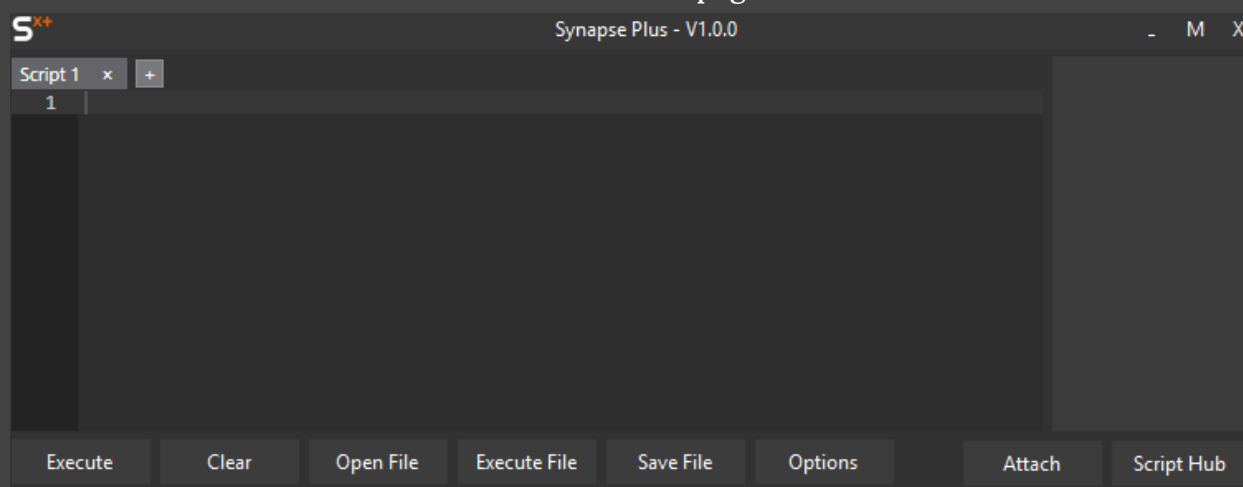 Sx+ Synapse Plus - V1.0.0 - M X
Script 1 x +
1
Execute Clear Open File Execute File Save File Options Attach Script Hub